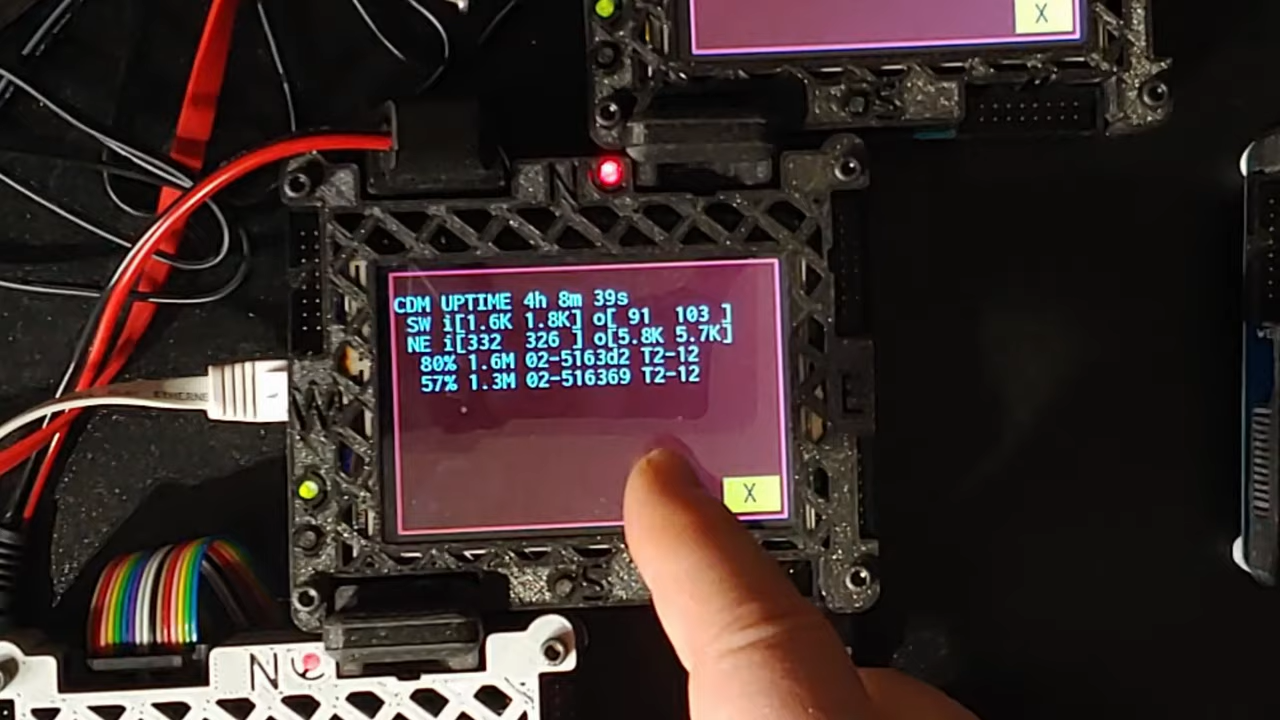 X
S
N
CDM UPTIME 4h 8m 39s
SW i[1.6K 1.8K] o[ 91 103 ]
NE i[332 326 ] o[5.8K 5.7K]
80% 1.6M 02-5163d2 T2-12
57% 1.3M 02-516369 T2-12
W
E
ETHERNET
X
S
N